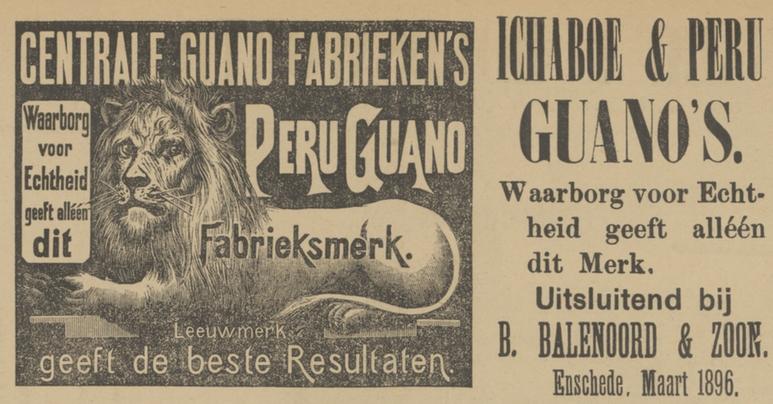 CENTRALE GUANO FABRIEKEN'S
Waarborg
voor
Echtheid
geeft alléén
dit
PERU GUANO
Fabrieksmerk.
Leeuwmerk.
geeft de beste Resultaten.
ICHABOE & PERU
GUANO'S.
Waarborg voor Echt-
heid geeft alléén
dit Merk.
Uitsluitend bij
B. BALENOORD & ZOON.
Enschede, Maart 1896.